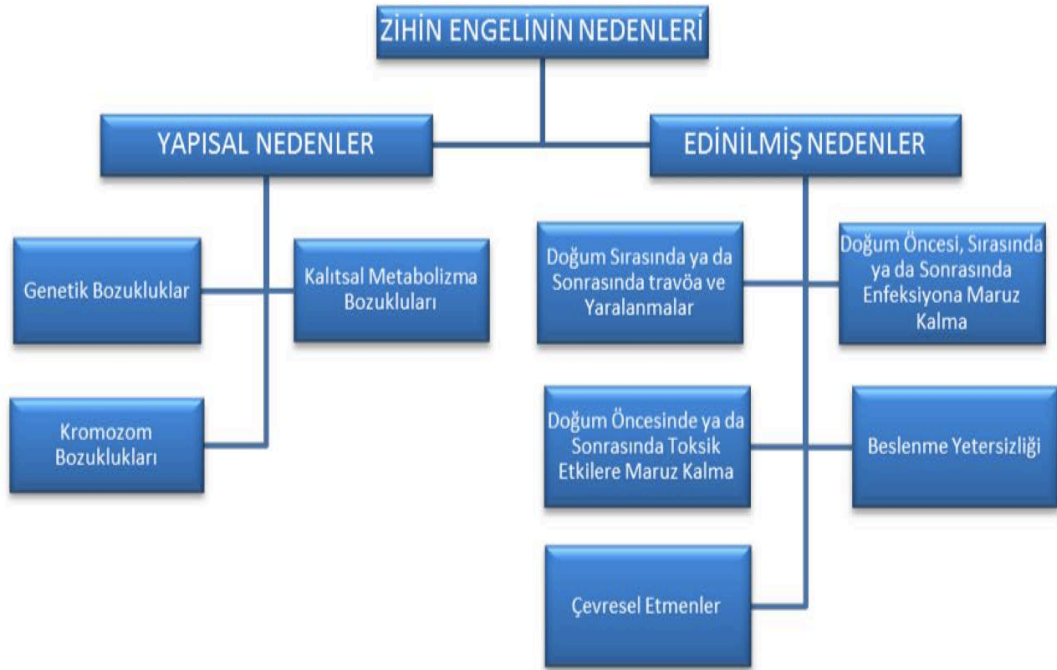 ZİHİN ENGELİNİN NEDENLERİ
YAPISAL NEDENLER
EDİNİLMİŞ NEDENLER
Genetik Bozukluklar
Kalıtsal Metabolizma
Bozukluları
Kromozom
Bozuklukları
Doğum Sırasında ya da
Sonrasında travöa ve
Yaralanmalar
Doğum Öncesi, Sırasında
ya da Sonrasında
Enfeksiyona Maruz
Kalma
Doğum Öncesinde ya da
Sonrasında Toksik
Etkilere Maruz Kalma
Beslenme Yetersizliği
Çevresel Etmenler